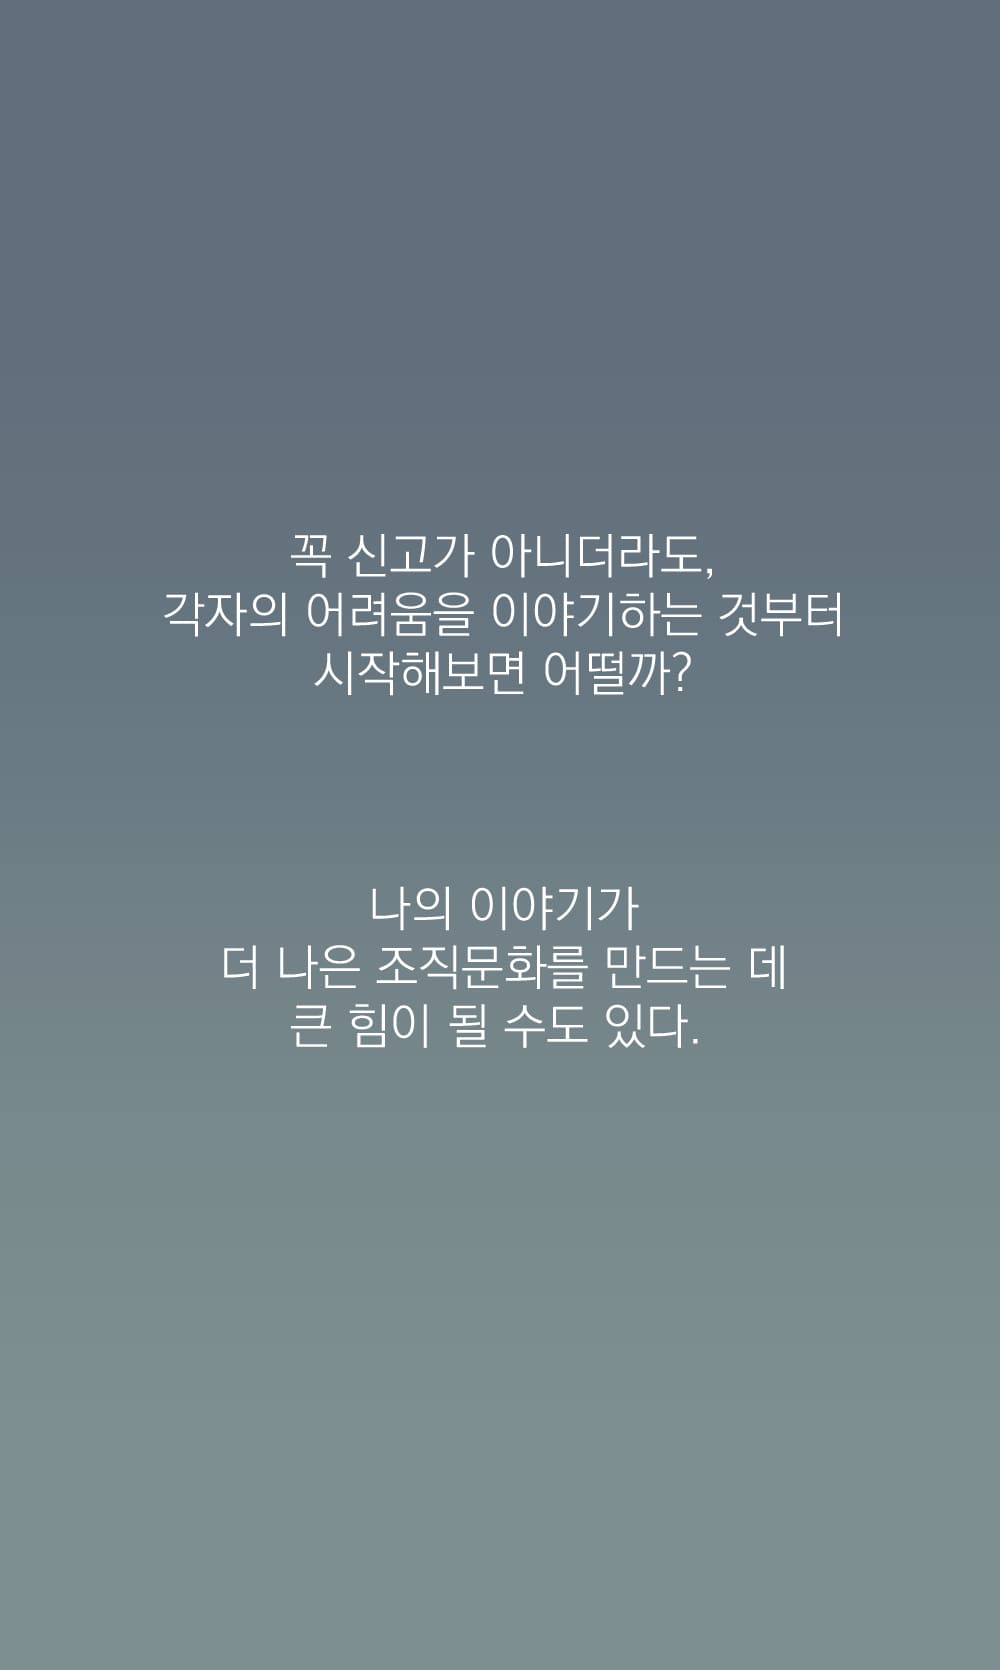 꼭 신고가 아니더라도,
각자의 어려움을 이야기하는 것부터
시작해보면 어떨까?
나의 이야기가
더 나은 조직문화를 만드는 데
큰 힘이 될 수도 있다.